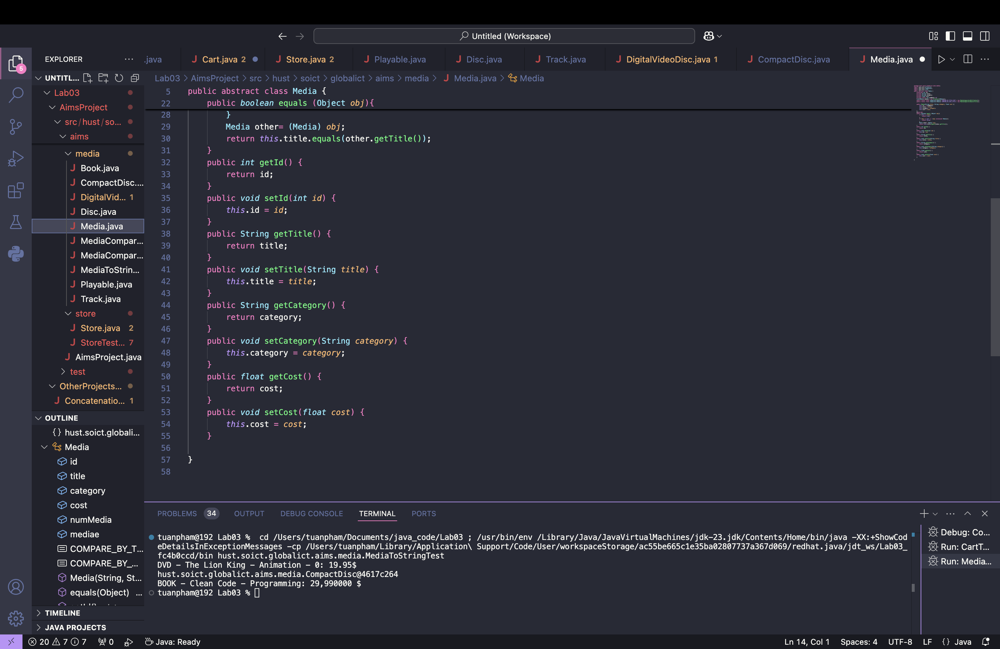 Untitled (Workspace)
EXPLORER
.java
Cart.java 2
Store.java 2
Playable.java
Disc.java
Track.java
DigitalVideoDisc.java 1
CompactDisc.java
Media.java
5
UNTITL...
Lab03 > AimsProject > src > hust > soict > globalict > aims > media > Media.java > Media
Lab03
AimsProject
src/hust/so...
aims
media
Book.java
CompactDisc....
DigitalVid... 1
Disc.java
Media.java
MediaCompar...
MediaCompar...
MediaToStrin...
Playable.java
Track.java
store
Store.java 2
StoreTest... 7
AimsProject.java
test
OtherProjects...
Concatenatio... 1
OUTLINE
{} hust.soict.globali...
Media
id
title
category
cost
numMedia
mediae
COMPARE_BY_T...
COMPARE_BY_...
Media(String, St...
equals(Object) ...
TIMELINE
JAVA PROJECTS
5 public abstract class Media {
22 public boolean equals (Object obj){
28 }
29 Media other= (Media) obj;
30 return this.title.equals(other.getTitle());
31 }
32 public int getId() {
33 return id;
34 }
35 public void setId(int id) {
36 this.id = id;
37 }
38 public String getTitle() {
39 return title;
40 }
41 public void setTitle(String title) {
42 this.title = title;
43 }
44 public String getCategory() {
45 return category;
46 }
47 public void setCategory(String category) {
48 this.category = category;
49 }
50 public float getCost() {
51 return cost;
52 }
53 public void setCost(float cost) {
54 this.cost = cost;
55 }
56
57 }
58
PROBLEMS 34 OUTPUT DEBUG CONSOLE TERMINAL PORTS
tuanpham@192 Lab03 % cd /Users/tuanpham/Documents/java_code/Lab03 ; /usr/bin/env /Library/Java/JavaVirtualMachines/jdk-23.jdk/Contents/Home/bin/java -XX:+ShowCod
eDetailsInExceptionMessages -cp /Users/tuanpham/Library/Application\ Support/Code/User/workspaceStorage/ac55be665c1e35ba02807737a367d069/redhat.java/jdt_ws/Lab03_
fc4b0ccd/bin hust.soict.globalict.aims.media.MediaToStringTest
DVD - The Lion King - Animation - 0: 19.95$
hust.soict.globalict.aims.media.CompactDisc@4617c264
BOOK - Clean Code - Programming: 29,990000 $
tuanpham@192 Lab03 %
Debug: Co...
Run: CartT...
Run: Media...
20 7 7 0 Java: Ready
Ln 14, Col 1 Spaces: 4 UTF-8 LF {} Java